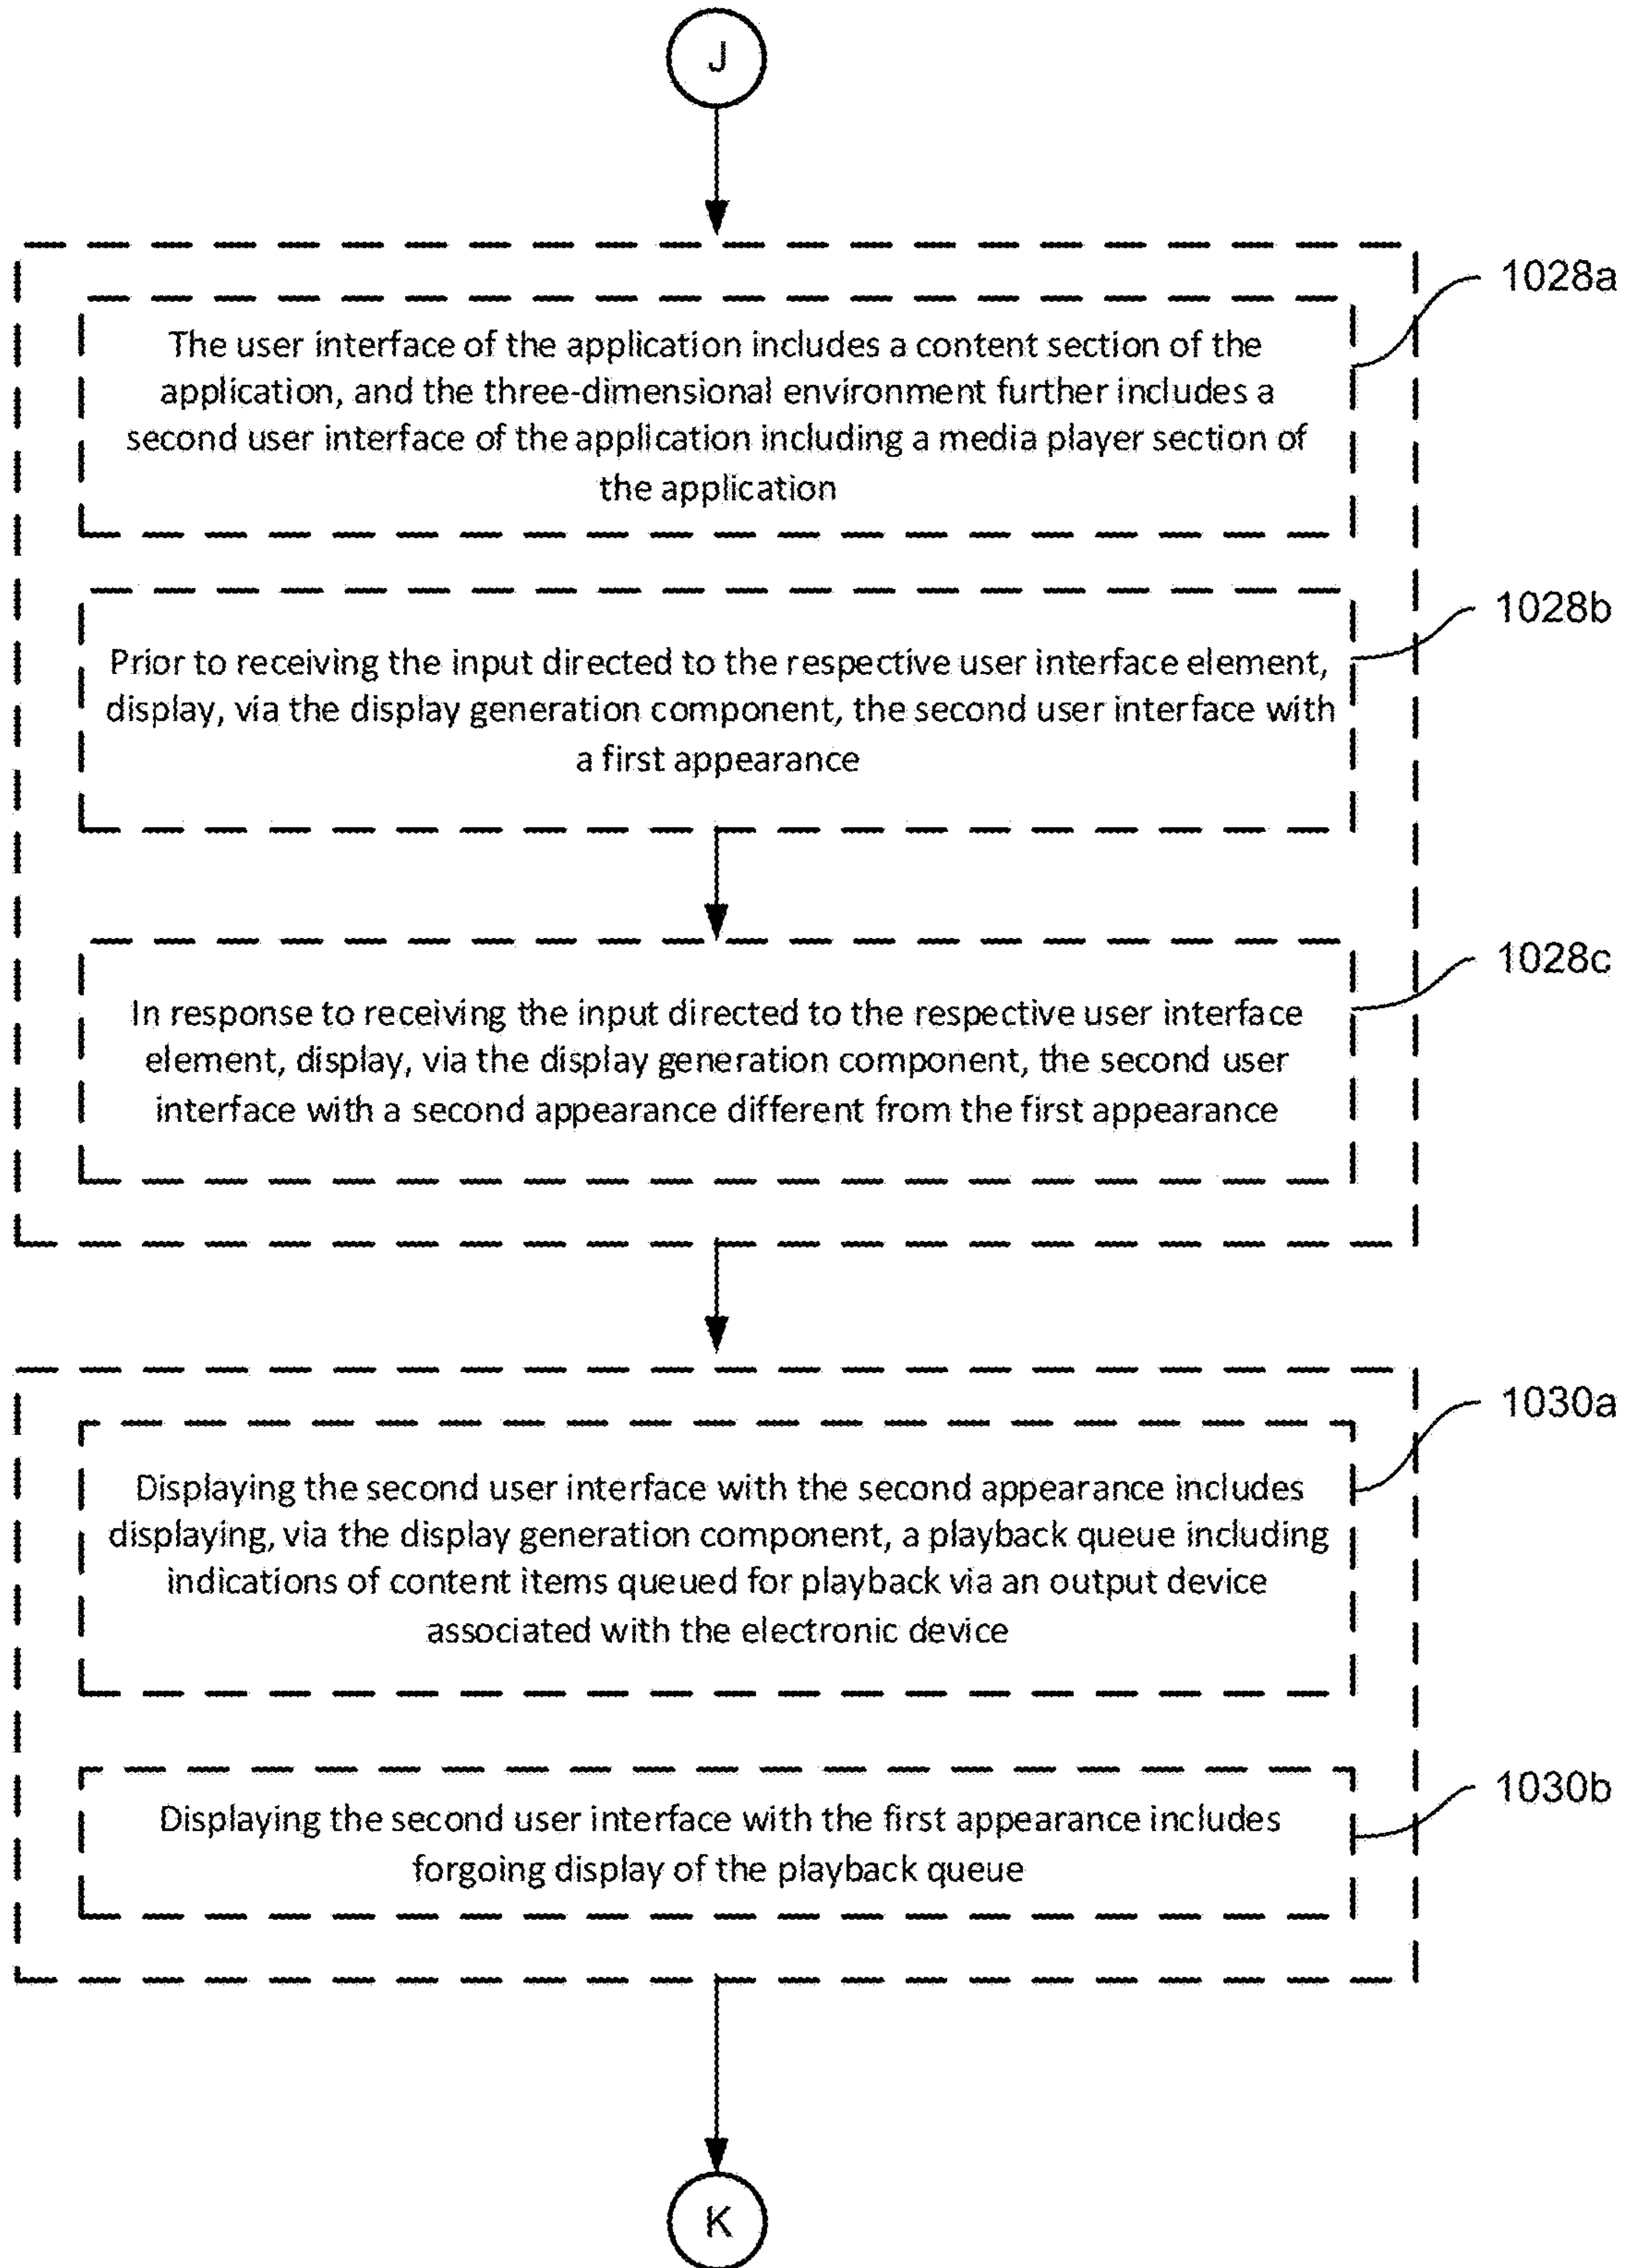 J
1028a
The user interface of the application includes a content section of the
application, and the three-dimensional environment further includes a
second user interface of the application including a media player section of
the application
1028b
Prior to receiving the input directed to the respective user interface element,
display, via the display generation component, the second user interface with
a first appearance
1028c
In response to receiving the input directed to the respective user interface
element, display, via the display generation component, the second user
interface with a second appearance different from the first appearance
1030a
Displaying the second user interface with the second appearance includes
displaying, via the display generation component, a playback queue including
indications of content items queued for playback via an output device
associated with the electronic device
1030b
Displaying the second user interface with the first appearance includes
forgoing display of the playback queue
K